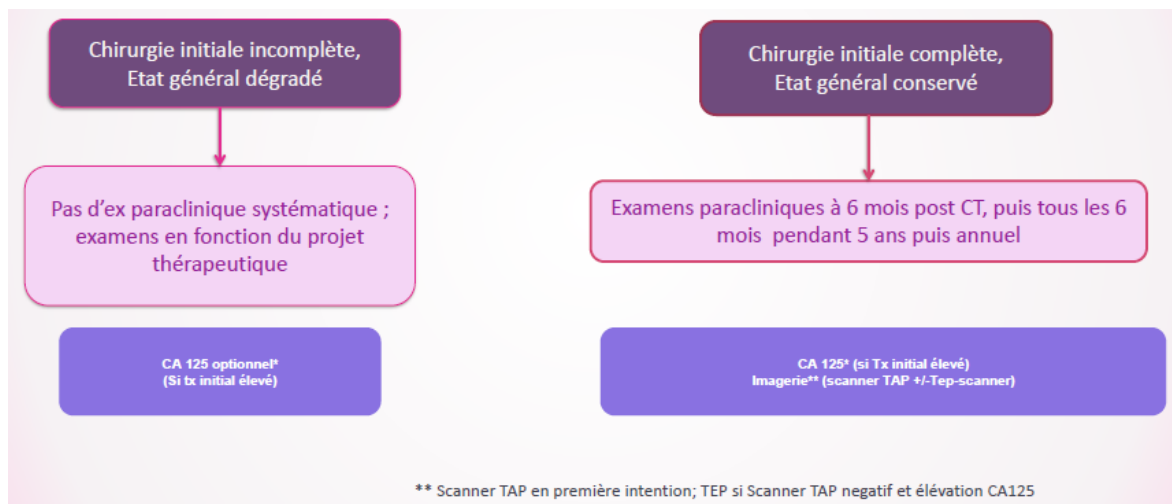 Chirurgie initiale incomplète,
Etat général dégradé
Pas d'ex paraclinique systématique ;
examens en fonction du projet
thérapeutique
CA 125 optionnel*
(Si tx initial élevé)
Chirurgie initiale complète,
Etat général conservé
Examens paracliniques à 6 mois post CT, puis tous les 6
mois pendant 5 ans puis annuel
CA 125* (si Tx initial élevé)
Imagerie** (scanner TAP +/-Tep-scanner)
** Scanner TAP en première intention; TEP si Scanner TAP negatif et élévation CA125